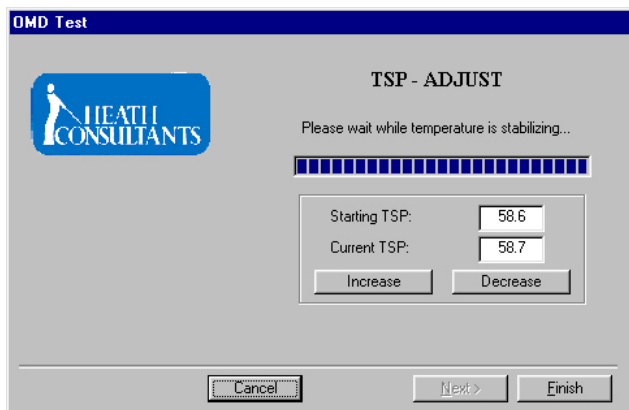 OMD Test
HEATH
CONSULTANTS
TSP - ADJUST
Please wait while temperature is stabilizing...
Starting TSP: 58.6
Current TSP: 58.7
Increase Decrease
Cancel Next > Finish